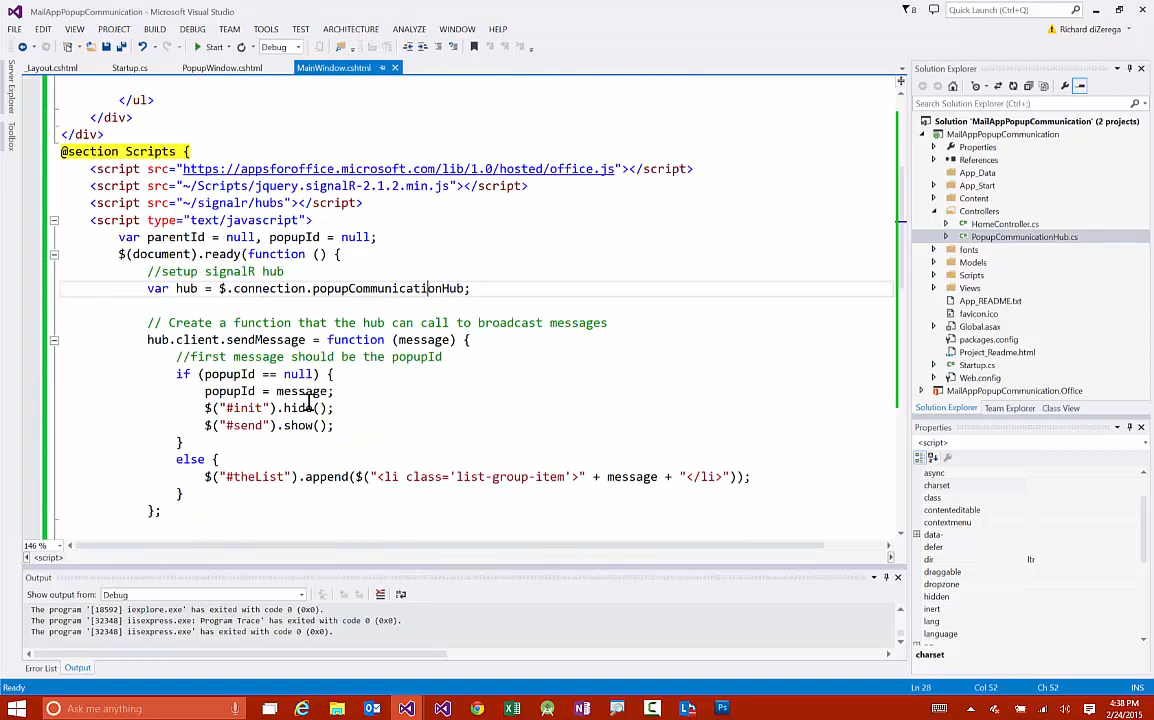 MailAppPopupCommunication - Microsoft Visual Studio
8
Quick Launch (Ctrl+;)
FILE EDIT VIEW PROJECT BUILD DEBUG TEAM TOOLS TEST ARCHITECTURE ANALYZE WINDOW HELP
Richard diZerega
Start
Debug
Server Explorer
Toolbox
_Layout.cshtml
Startup.cs
PopupWindow.cshtml
MainWindow.cshtml
</ul>
</div>
</div>
@section Scripts {
<script src="https://appsforoffice.microsoft.com/lib/1.0/hosted/office.js"></script>
<script src="~/Scripts/jquery.signalR-2.1.2.min.js"></script>
<script src="~/signalr/hubs"></script>
<script type="text/javascript">
var parentId = null, popupId = null;
$(document).ready(function () {
//setup signalR hub
var hub = $.connection.popupCommunicationHub;
// Create a function that the hub can call to broadcast messages
hub.client.sendMessage = function (message) {
//first message should be the popupId
if (popupId == null) {
popupId = message;
$("#init").hide();
$("#send").show();
}
else {
$("#theList").append($("<li class='list-group-item'>" + message + "</li>"));
}
};
146 %
<script>
Output
Show output from: Debug
The program '[18592] iexplore.exe' has exited with code 0 (0x0).
The program '[32348] iisexpress.exe: Program Trace' has exited with code 0 (0x0).
The program '[32348] iisexpress.exe' has exited with code 0 (0x0).
Error List
Output
Solution Explorer
Search Solution Explorer (Ctrl+;)
Solution 'MailAppPopupCommunication' (2 projects)
MailAppPopupCommunication
Properties
References
App_Data
App_Start
Content
Controllers
HomeController.cs
PopupCommunicationHub.cs
fonts
Models
Scripts
Views
App_README.txt
favicon.ico
Global.asax
packages.config
Project_Readme.html
Startup.cs
Web.config
MailAppPopupCommunication.Office
Solution Explorer
Team Explorer
Class View
Properties
<script>
async
charset
class
contenteditable
contextmenu
data-
defer
dir ltr
draggable
dropzone
hidden
inert
lang
language
charset
Ready
Ln 28
Col 52
Ch 52
INS
Ask me anything
4:38 PM
2/24/2015